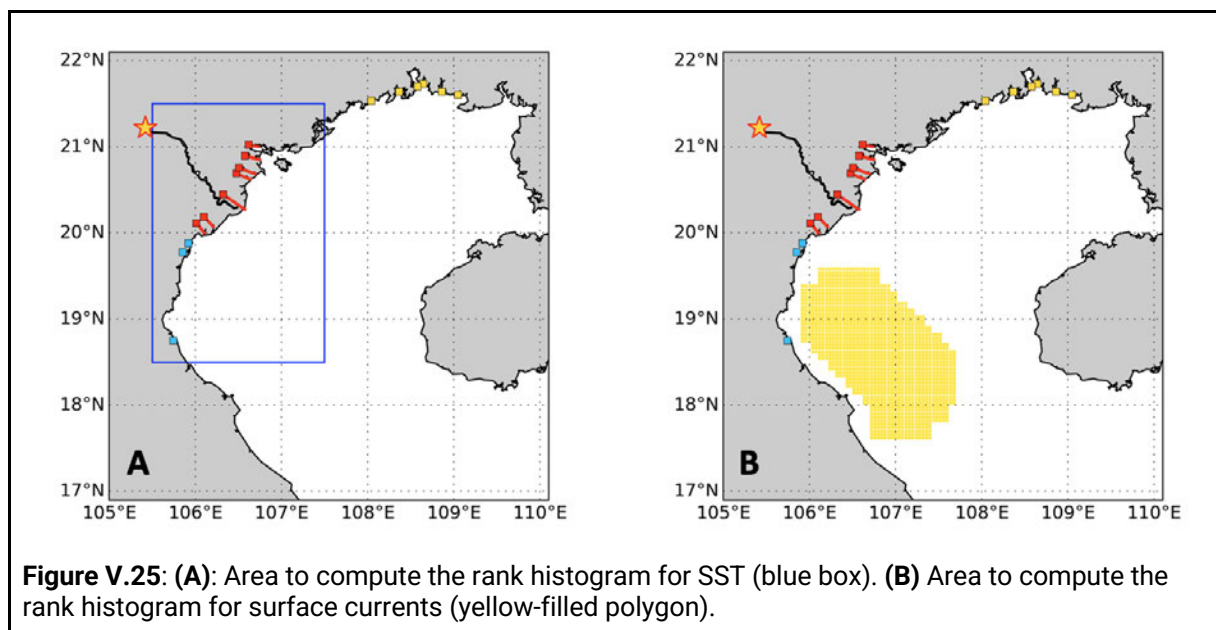 22°N
21°N
20°N
19°N
18°N
17°N
105°E 106°E 107°E 108°E 109°E 110°E
A
22°N
21°N
20°N
19°N
18°N
17°N
105°E 106°E 107°E 108°E 109°E 110°E
B
Figure V.25: (A): Area to compute the rank histogram for SST (blue box). (B) Area to compute the
rank histogram for surface currents (yellow-filled polygon).